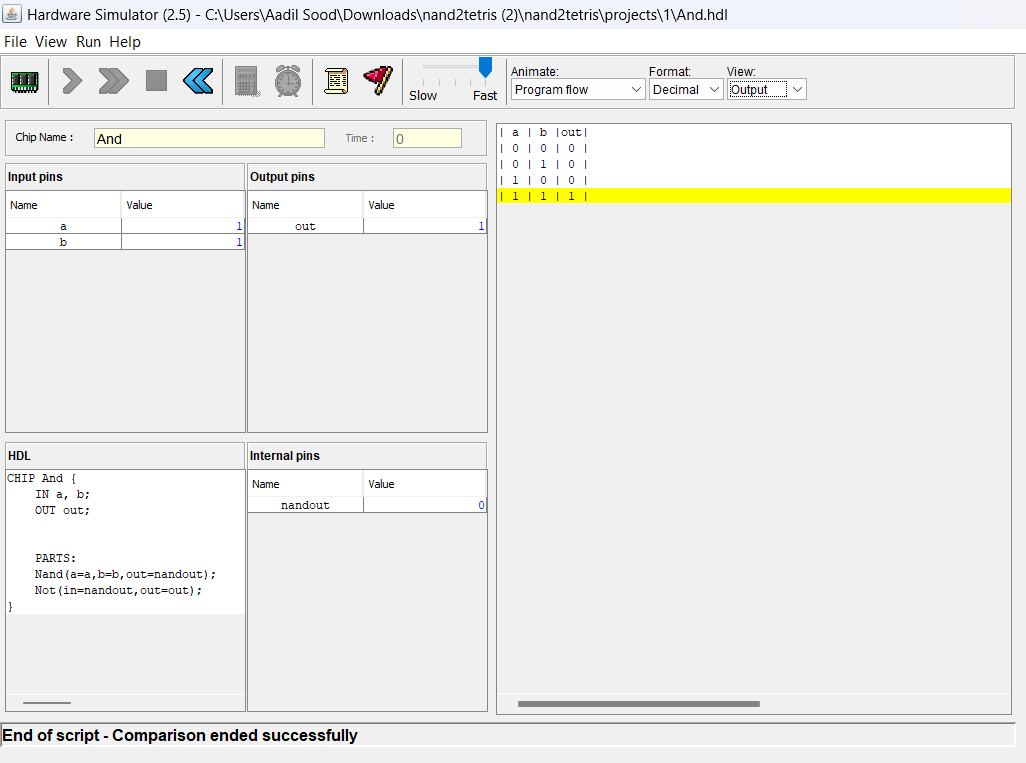 Hardware Simulator (2.5) - C:\Users\Aadil Sood\Downloads\nand2tetris (2)\nand2tetris\projects\1\And.hdl
File View Run Help
Slow Fast
Animate: Format: View:
Program flow Decimal Output
Chip Name : And Time : 0
Input pins
Name Value
a 1
b 1
Output pins
Name Value
out 1
HDL
CHIP And {
    IN a, b;
    OUT out;
    PARTS:
    Nand(a=a,b=b,out=nandout);
    Not(in=nandout,out=out);
}
Internal pins
Name Value
nandout 0
| a | b |out|
| 0 | 0 | 0 |
| 0 | 1 | 0 |
| 1 | 0 | 0 |
| 1 | 1 | 1 |
End of script - Comparison ended successfully